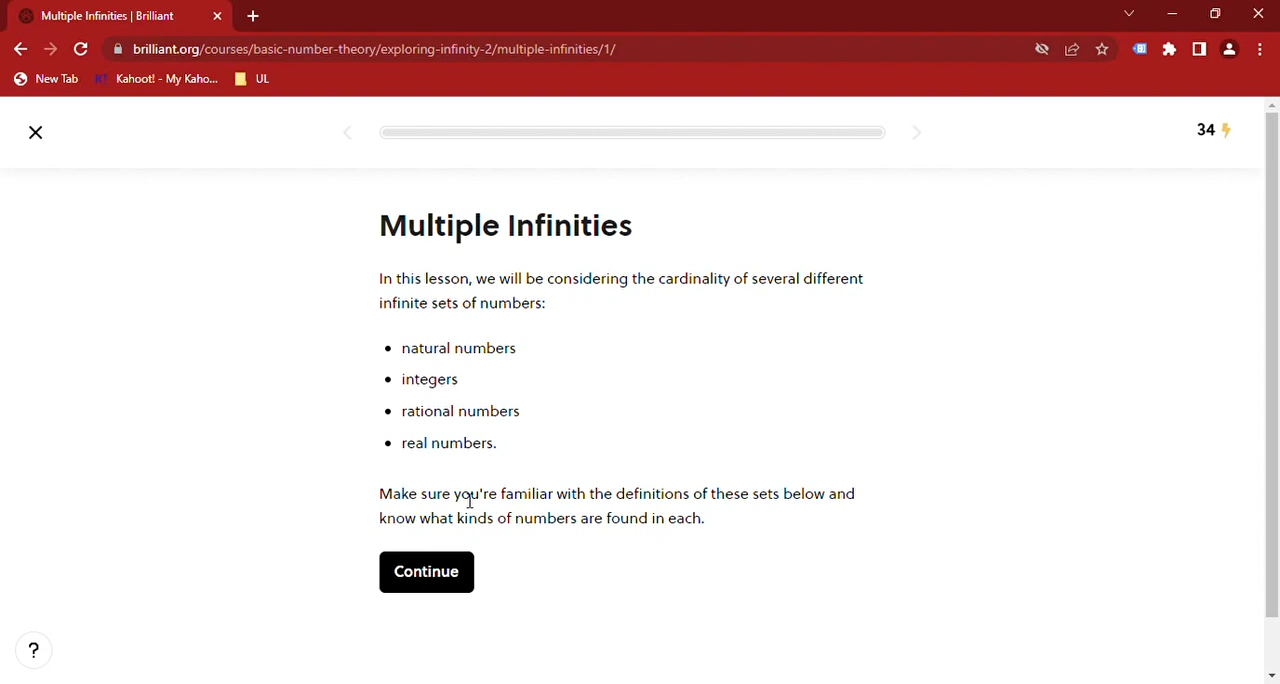 Multiple Infinities | Brilliant
brilliant.org/courses/basic-number-theory/exploring-infinity-2/multiple-infinities/1/
New Tab
K! Kahoot! - My Kaho...
UL
34
Multiple Infinities
In this lesson, we will be considering the cardinality of several different
infinite sets of numbers:
• natural numbers
• integers
• rational numbers
• real numbers.
Make sure you're familiar with the definitions of these sets below and
know what kinds of numbers are found in each.
Continue
?